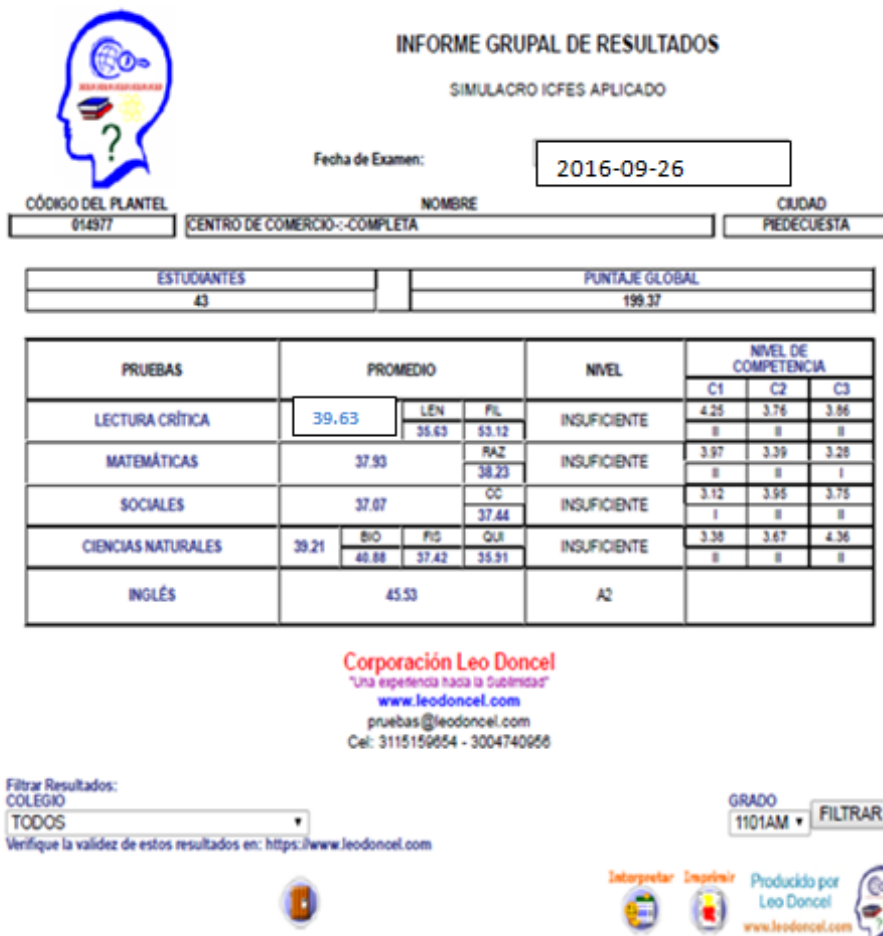 INFORME GRUPAL DE RESULTADOS
SIMULACRO ICFES APLICADO
Fecha de Examen: 2016-09-26
CÓDIGO DEL PLANTEL NOMBRE CIUDAD
014977 CENTRO DE COMERCIO-:-COMPLETA PIEDECUESTA
ESTUDIANTES PUNTAJE GLOBAL
43 199.37
PRUEBAS PROMEDIO NIVEL NIVEL DE COMPETENCIA
C1 C2 C3
LECTURA CRÍTICA 39.63 LEN FIL INSUFICIENTE 4.25 3.76 3.86
35.63 53.12 II II II
MATEMÁTICAS 37.93 RAZ INSUFICIENTE 3.97 3.39 3.28
38.23 II II I
SOCIALES 37.07 CC INSUFICIENTE 3.12 3.95 3.75
37.44 I II II
CIENCIAS NATURALES 39.21 BIO FIS QUI INSUFICIENTE 3.38 3.67 4.36
40.88 37.42 35.91 II II II
INGLÉS 45.53 A2
Corporación Leo Doncel
"Una experiencia hacia la Sublimidad"
www.leodoncel.com
pruebas@leodoncel.com
Cel: 3115159654 - 3004740956
Filtrar Resultados:
COLEGIO GRADO
TODOS 1101AM FILTRAR
Verifique la validez de estos resultados en: https://www.leodoncel.com
Interpretar Imprimir Producido por
Leo Doncel
www.leodoncel.com